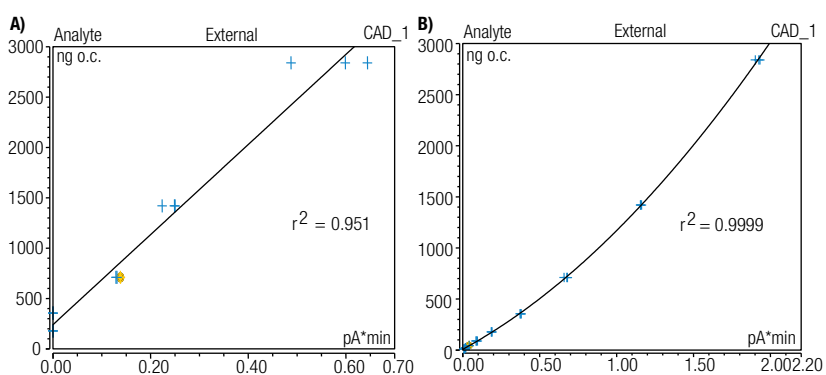 A)
Analyte External CAD_1
ng o.c.
3000
2500
2000
1500
1000
500
0
r2 = 0.951
pA*min
0.00 0.20 0.40 0.60 0.70
B)
Analyte External CAD_1
ng o.c.
3000
2500
2000
1500
1000
500
0
r2 = 0.9999
pA*min
0.00 0.50 1.00 1.50 2.00 2.20